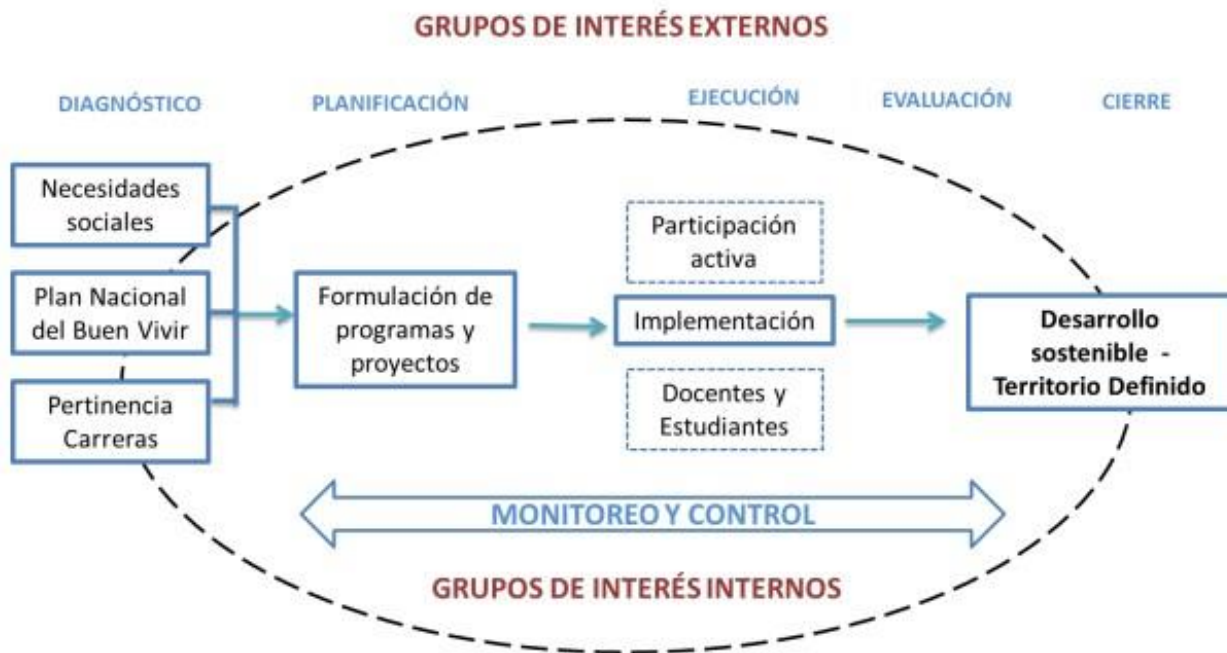 GRUPOS DE INTERÉS EXTERNOS
DIAGNÓSTICO
PLANIFICACIÓN
EJECUCIÓN
EVALUACIÓN
CIERRE
Necesidades
sociales
Plan Nacional
del Buen Vivir
Pertinencia
Carreras
Formulación de
programas y
proyectos
Participación
activa
Implementación
Docentes y
Estudiantes
Desarrollo
sostenible -
Territorio Definido
MONITOREO Y CONTROL
GRUPOS DE INTERÉS INTERNOS